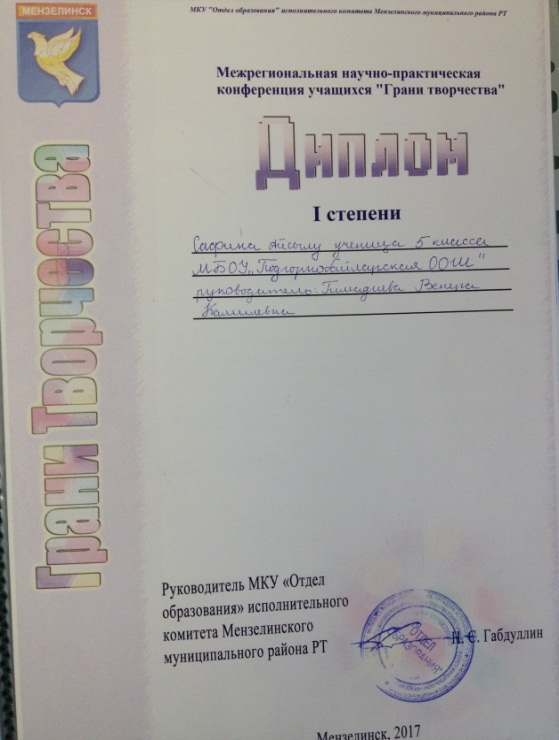 МКУ "Отдел образования" исполнительного комитета Мензелинского муниципального района РТ
МЕНЗЕЛИНСК
Межрегиональная научно-практическая
конференция учащихся "Грани творчества"
Диплом
I степени
Сафина Айсылу ученица 5 класса
МБОУ „ ООШ"
руководитель: Венера
Камилевна
Грани Творчества
Руководитель МКУ «Отдел
образования» исполнительного
комитета Мензелинского
муниципального района РТ
ОТДЕЛ
ОБРАЗОВАНИЯ
Н. С. Габдуллин
Мензелинск, 2017